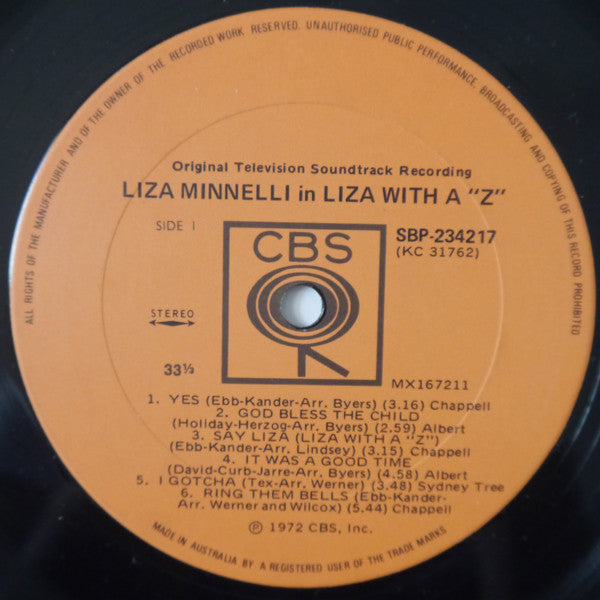 ALL RIGHTS OF THE MANUFACTURER AND OF THE OWNER OF THE RECORDED WORK RESERVED. UNAUTHORISED PUBLIC PERFORMANCE, BROADCASTING AND COPYING OF THIS RECORD PROHIBITED
Original Television Soundtrack Recording
LIZA MINNELLI in LIZA WITH A "Z"
SIDE 1
CBS
SBP-234217
(KC 31762)
STEREO
33⅓
MX167211
1. YES (Ebb-Kander-Arr. Byers) (3.16) Chappell
2. GOD BLESS THE CHILD
(Holiday-Herzog-Arr. Byers) (2.59) Albert
3. SAY LIZA (LIZA WITH A "Z")
(Ebb-Kander-Arr. Lindsey) (3.15) Chappell
4. IT WAS A GOOD TIME
(David-Curb-Jarre-Arr. Byers) (4.58) Albert
5. I GOTCHA (Tex-Arr. Werner) (3.48) Sydney Tree
6. RING THEM BELLS (Ebb-Kander-
Arr. Werner and Wilcox) (5.44) Chappell
℗ 1972 CBS, Inc.
MADE IN AUSTRALIA BY A REGISTERED USER OF THE TRADE MARKS